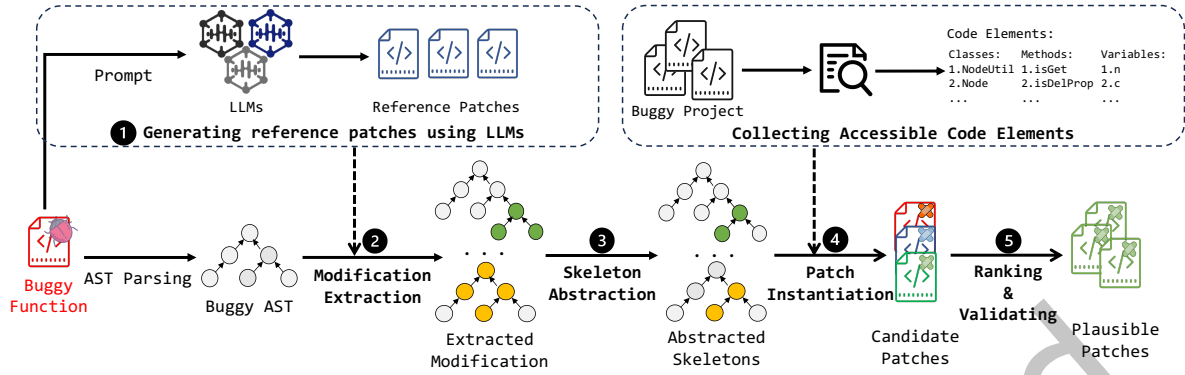 Prompt
LLMs
Reference Patches
1 Generating reference patches using LLMs
Buggy Project
Code Elements:
Classes: Methods: Variables:
1.NodeUtil 1.isGet 1.n
2.Node 2.isDelProp 2.c
... ... ...
Collecting Accessible Code Elements
Buggy
Function
AST Parsing
Buggy AST
2
Modification
Extraction
. . .
Extracted
Modification
3
Skeleton
Abstraction
. . .
Abstracted
Skeletons
4
Patch
Instantiation
Candidate
Patches
5
Ranking
&
Validating
Plausible
Patches